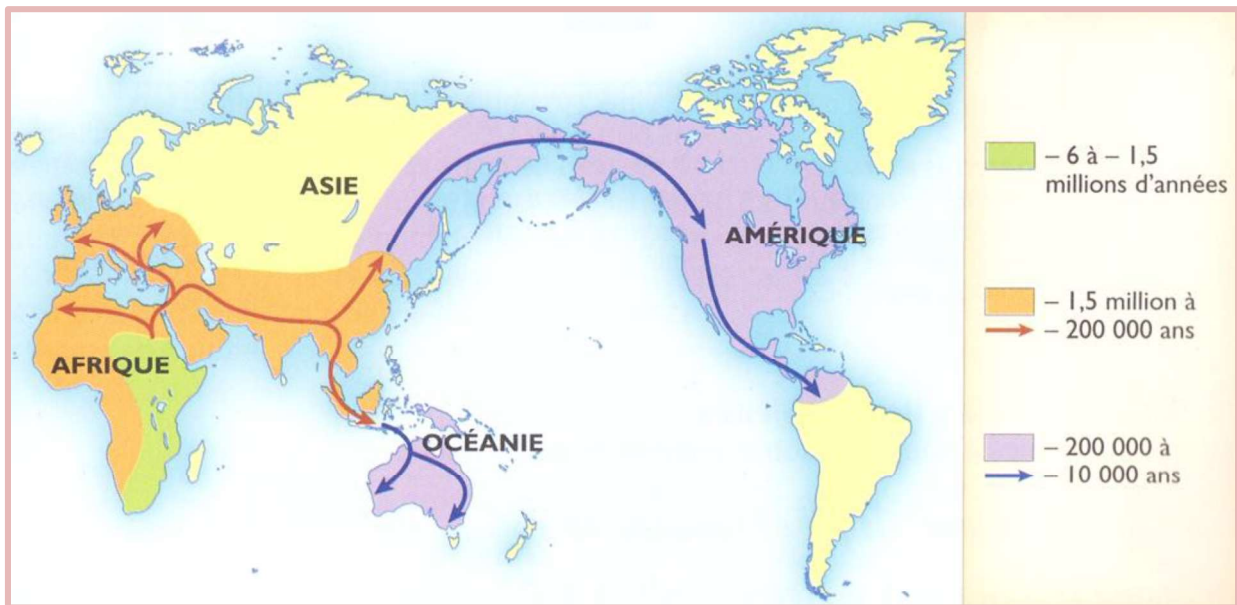 ASIE
AMÉRIQUE
AFRIQUE
OCÉANIE
– 6 à – 1,5
millions d'années
– 1,5 million à
– 200 000 ans
– 200 000 à
– 10 000 ans